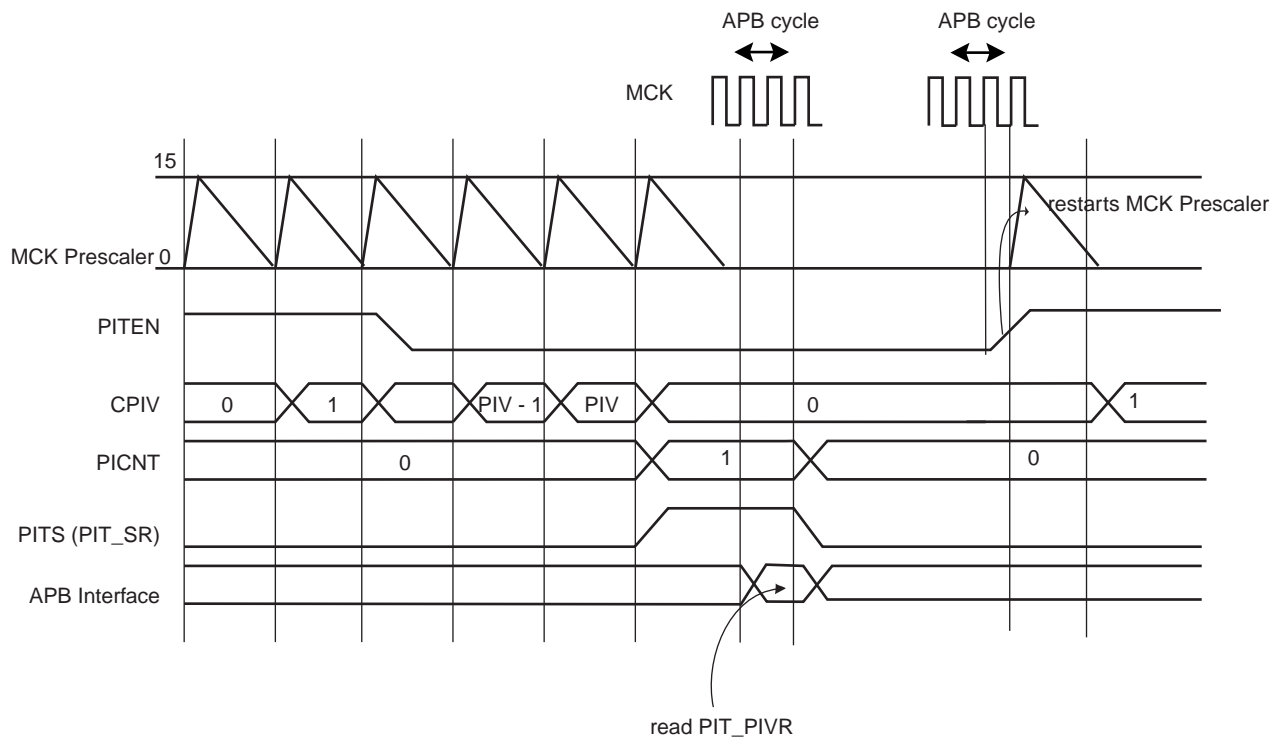 APB cycle APB cycle
MCK
15
restarts MCK Prescaler
MCK Prescaler 0
PITEN
CPIV 0 1 PIV - 1 PIV 0 1
PICNT 0 1 0
PITS (PIT_SR)
APB Interface
read PIT_PIVR